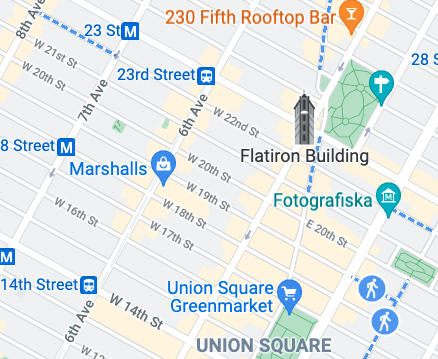 230 Fifth Rooftop Bar
8th Ave
23 St M
W 21st St
28 S
W 20th St
23rd Street
7th Ave
6th Ave
W 22nd St
8 Street M
Flatiron Building
Marshalls
W 20th St
W 19th St
Fotografiska
W 16th St
W 18th St
E 20th St
W 17th St
M
14th Street
Union Square
Greenmarket
W 14th St
6th Ave
UNION SQUARE
W 12